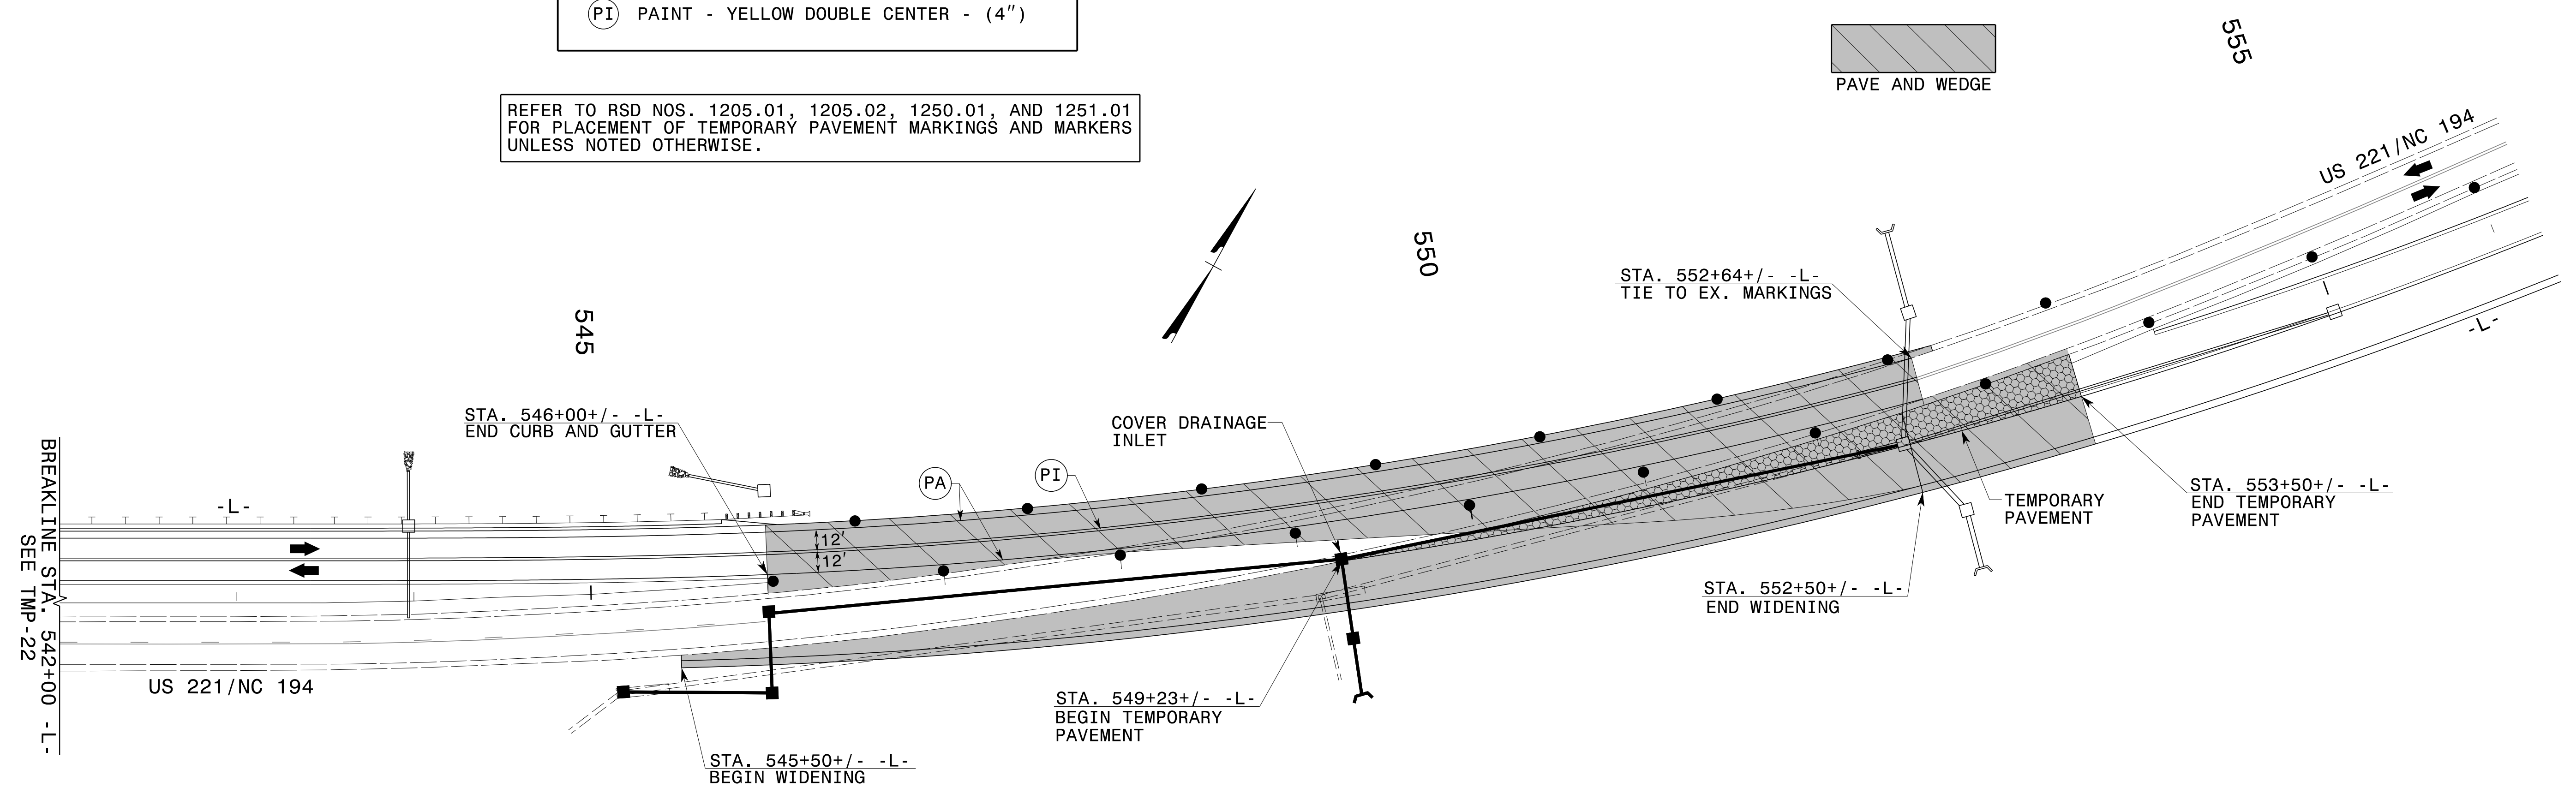 PI PAINT - YELLOW DOUBLE CENTER - (4")
REFER TO RSD NOS. 1205.01, 1205.02, 1250.01, AND 1251.01
FOR PLACEMENT OF TEMPORARY PAVEMENT MARKINGS AND MARKERS
UNLESS NOTED OTHERWISE.
PAVE AND WEDGE
555
US 221/NC 194
550
STA. 552+64+/- -L-
TIE TO EX. MARKINGS
545
-L-
STA. 546+00+/- -L-
END CURB AND GUTTER
COVER DRAINAGE
INLET
PA
PI
-L-
12'
12'
BREAKLINE STA. 542+00 -L-
SEE TMP-22
US 221/NC 194
STA. 553+50+/- -L-
END TEMPORARY
PAVEMENT
TEMPORARY
PAVEMENT
STA. 552+50+/- -L-
END WIDENING
STA. 549+23+/- -L-
BEGIN TEMPORARY
PAVEMENT
STA. 545+50+/- -L-
BEGIN WIDENING